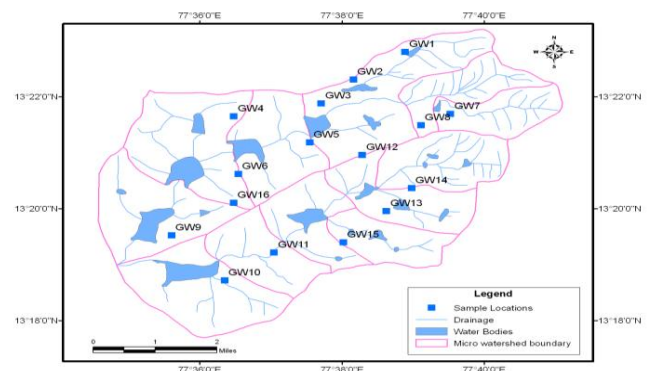 77°36'0"E 77°38'0"E 77°40'0"E
N
W E
S
GW1
GW2
GW3
GW4
GW7
GW8
GW5
GW12
GW6
GW14
GW16
GW13
GW9
GW15
GW11
GW10
13°22'0"N 13°22'0"N
13°20'0"N 13°20'0"N
13°18'0"N 13°18'0"N
Legend
Sample Locations
Drainage
Water Bodies
Micro watershed boundary
0 1 2
Miles
77°36'0"E 77°38'0"E 77°40'0"E